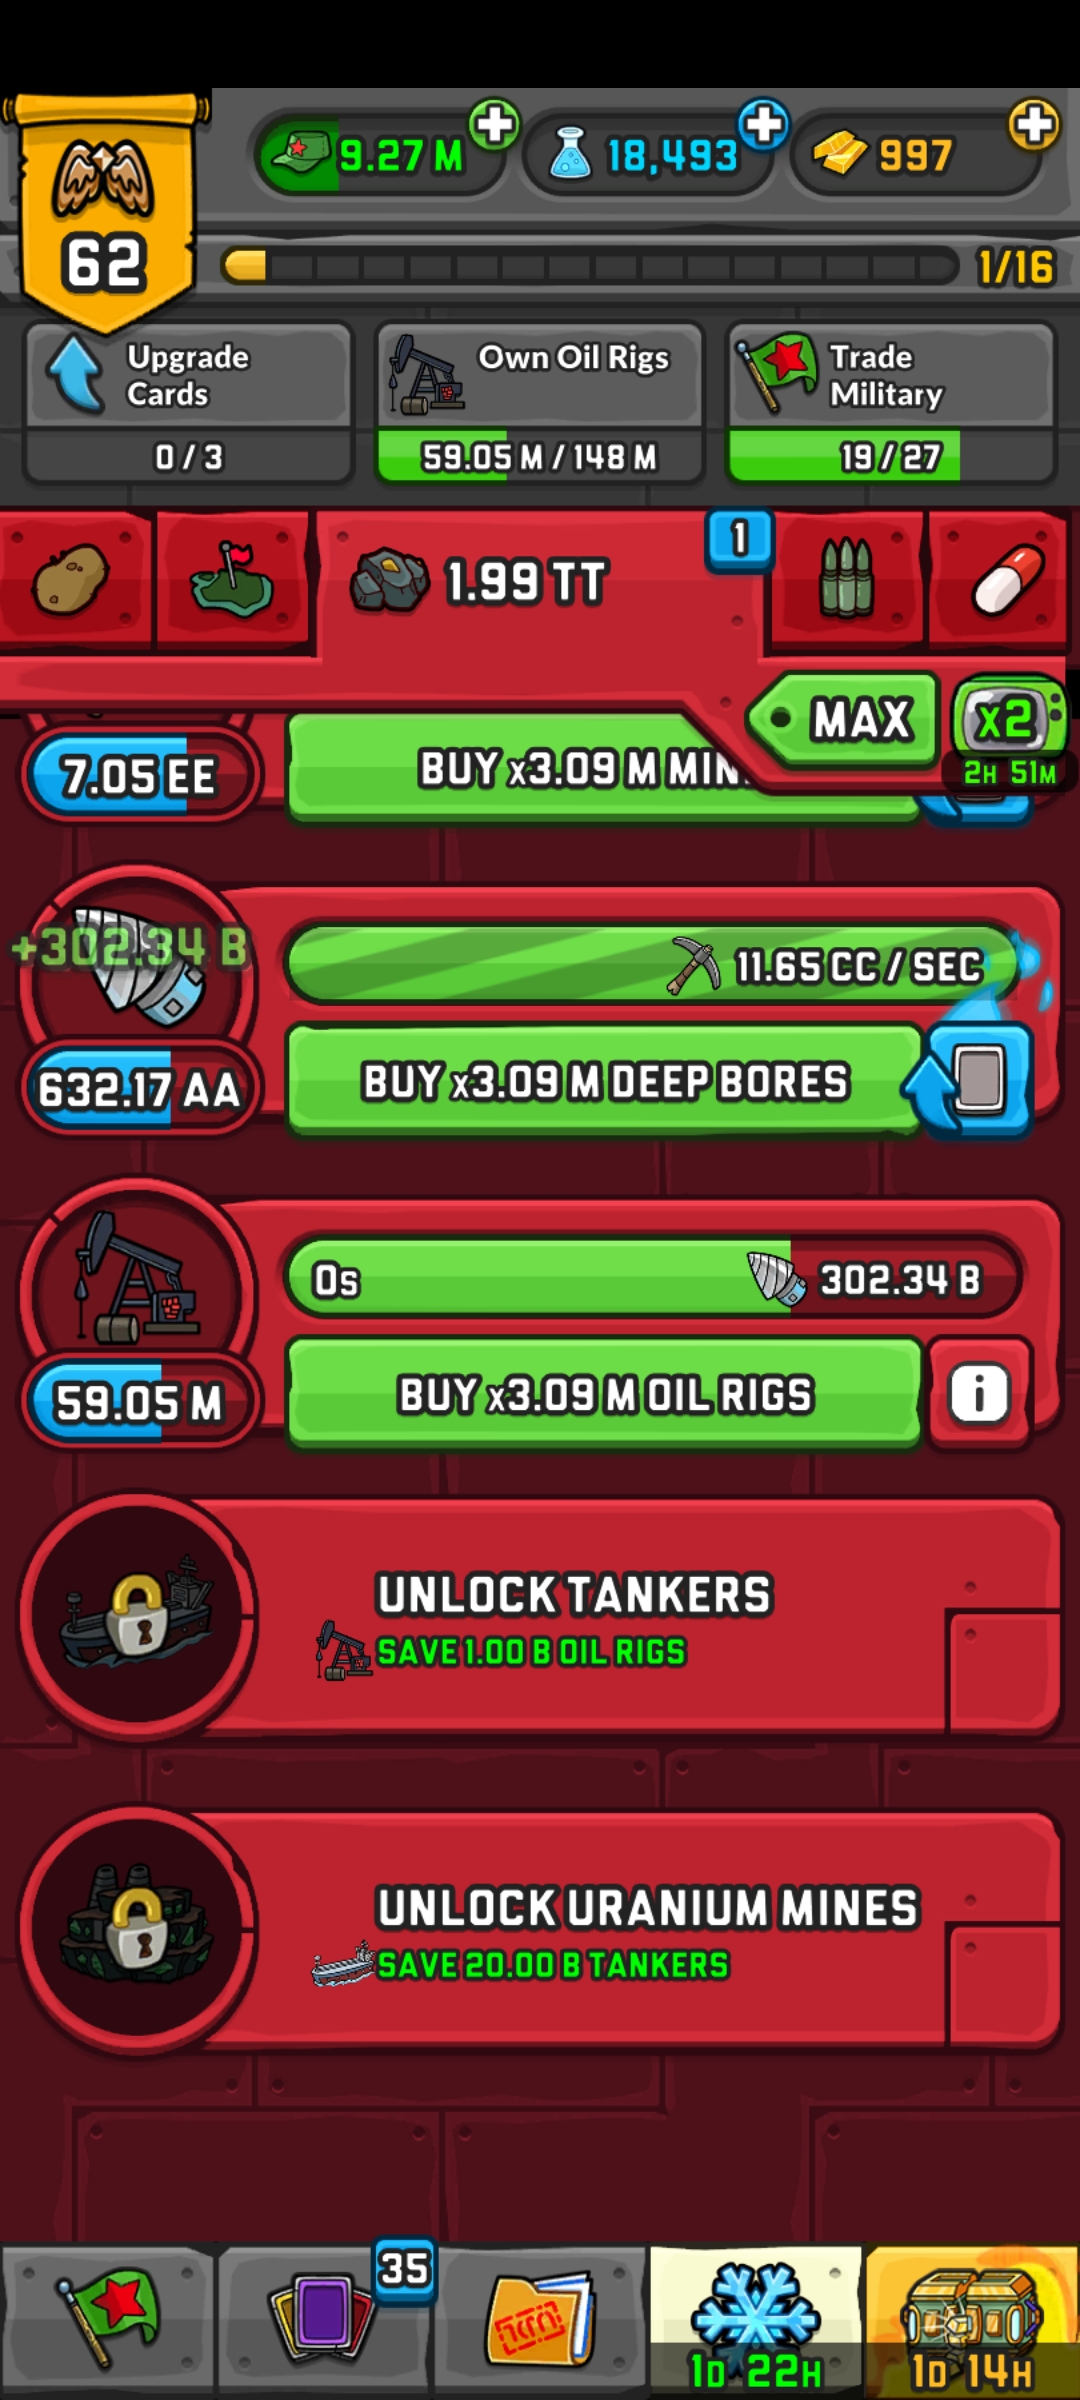 9.27 M
18,493
997
62
1/16
Upgrade
Cards
0 / 3
Own Oil Rigs
59.05 M / 148 M
Trade
Military
19 / 27
1.99 TT
1
MAX
x2
2H 51M
7.05 EE
BUY x3.09 M MIN
+302.34 B
11.65 CC / SEC
632.17 AA
BUY x3.09 M DEEP BORES
0s
302.34 B
59.05 M
BUY x3.09 M OIL RIGS
i
UNLOCK TANKERS
SAVE 1.00 B OIL RIGS
UNLOCK URANIUM MINES
SAVE 20.00 B TANKERS
35
1D 22H
1D 14H